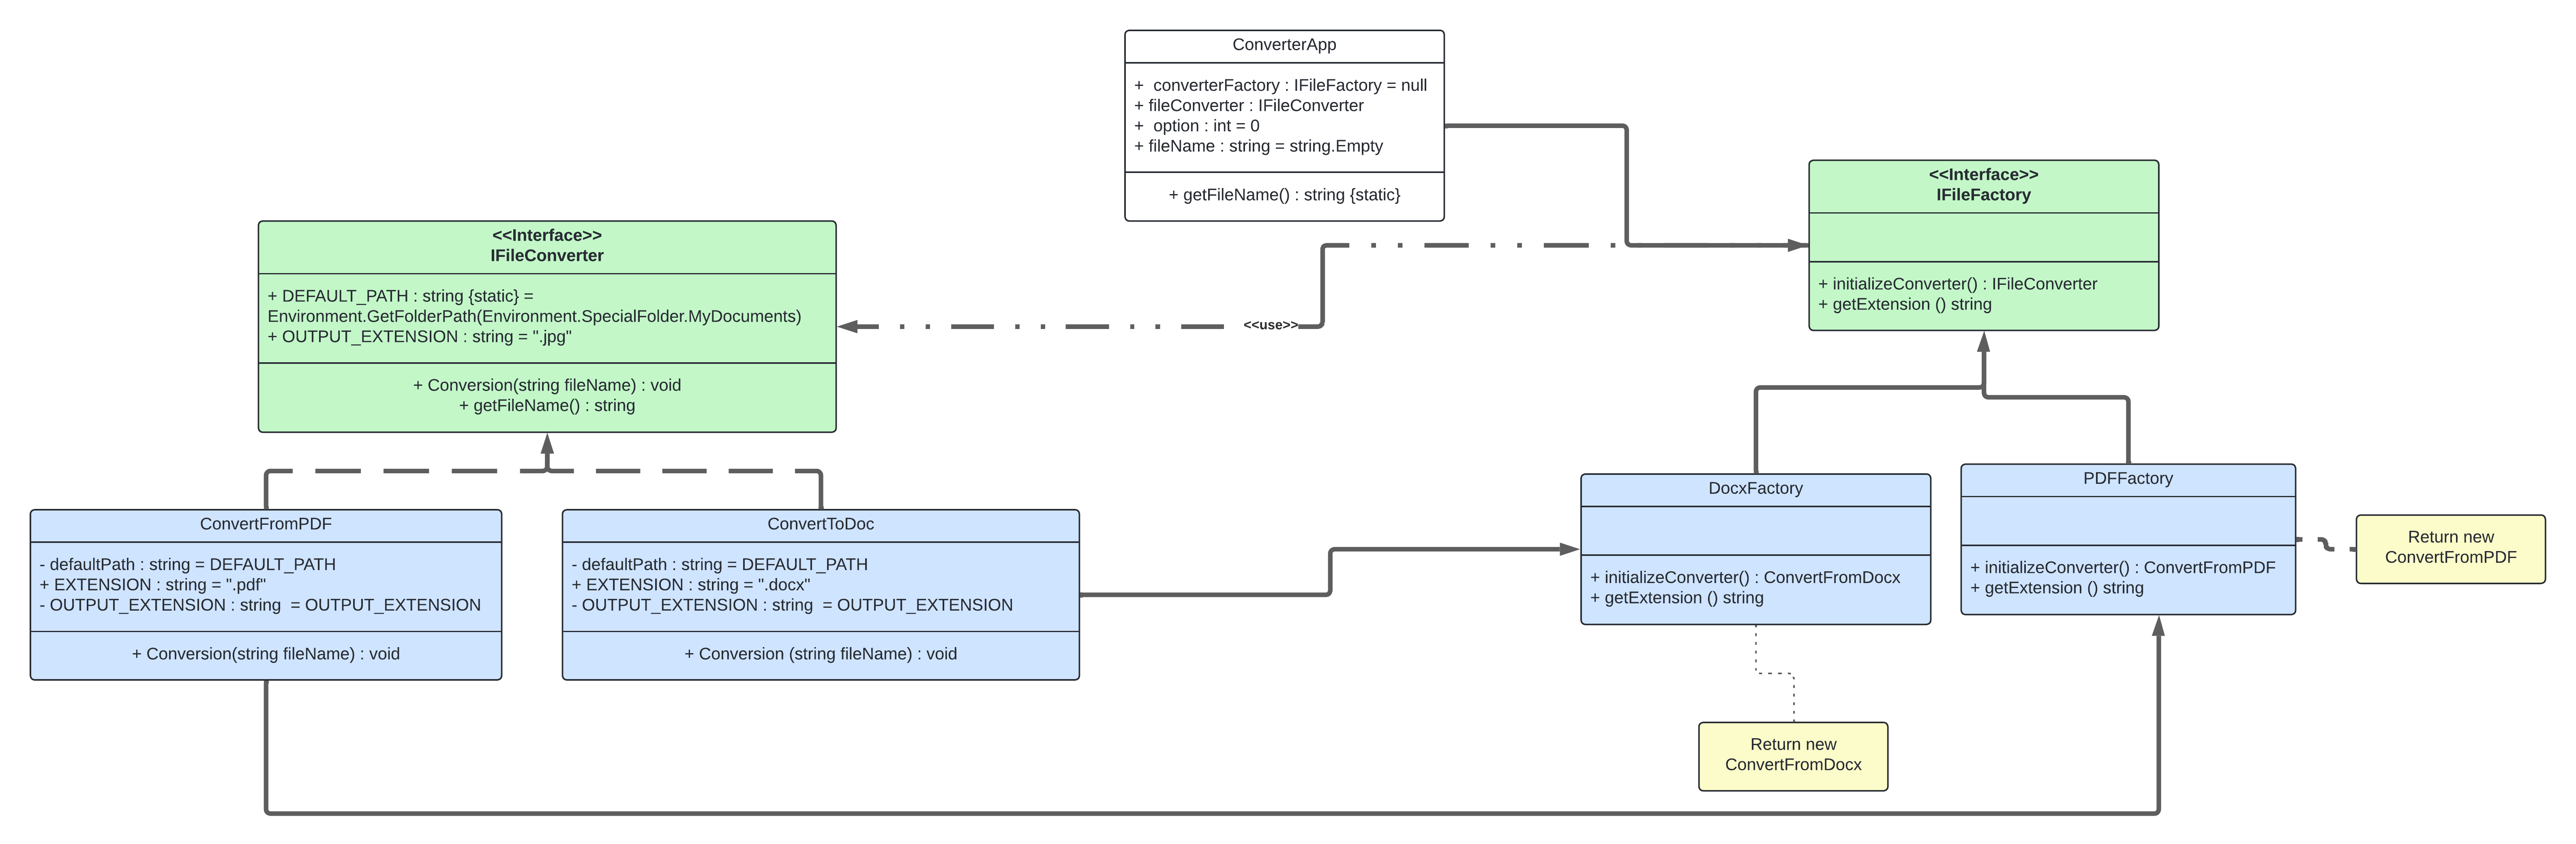 ConverterApp
+  converterFactory : IFileFactory = null
+ fileConverter : IFileConverter
+  option : int = 0
+ fileName : string = string.Empty
+ getFileName() : string {static}
<<Interface>>
IFileFactory
+ initializeConverter() : IFileConverter
+ getExtension () string
<<Interface>>
IFileConverter
+ DEFAULT_PATH : string {static} =
Environment.GetFolderPath(Environment.SpecialFolder.MyDocuments)
+ OUTPUT_EXTENSION : string = ".jpg"
+ Conversion(string fileName) : void
+ getFileName() : string
<<use>>
ConvertFromPDF
- defaultPath : string = DEFAULT_PATH
+ EXTENSION : string = ".pdf"
- OUTPUT_EXTENSION : string  = OUTPUT_EXTENSION
+ Conversion(string fileName) : void
ConvertToDoc
- defaultPath : string = DEFAULT_PATH
+ EXTENSION : string = ".docx"
- OUTPUT_EXTENSION : string  = OUTPUT_EXTENSION
+ Conversion (string fileName) : void
DocxFactory
+ initializeConverter() : ConvertFromDocx
+ getExtension () string
PDFFactory
+ initializeConverter() : ConvertFromPDF
+ getExtension () string
Return new
ConvertFromPDF
Return new
ConvertFromDocx